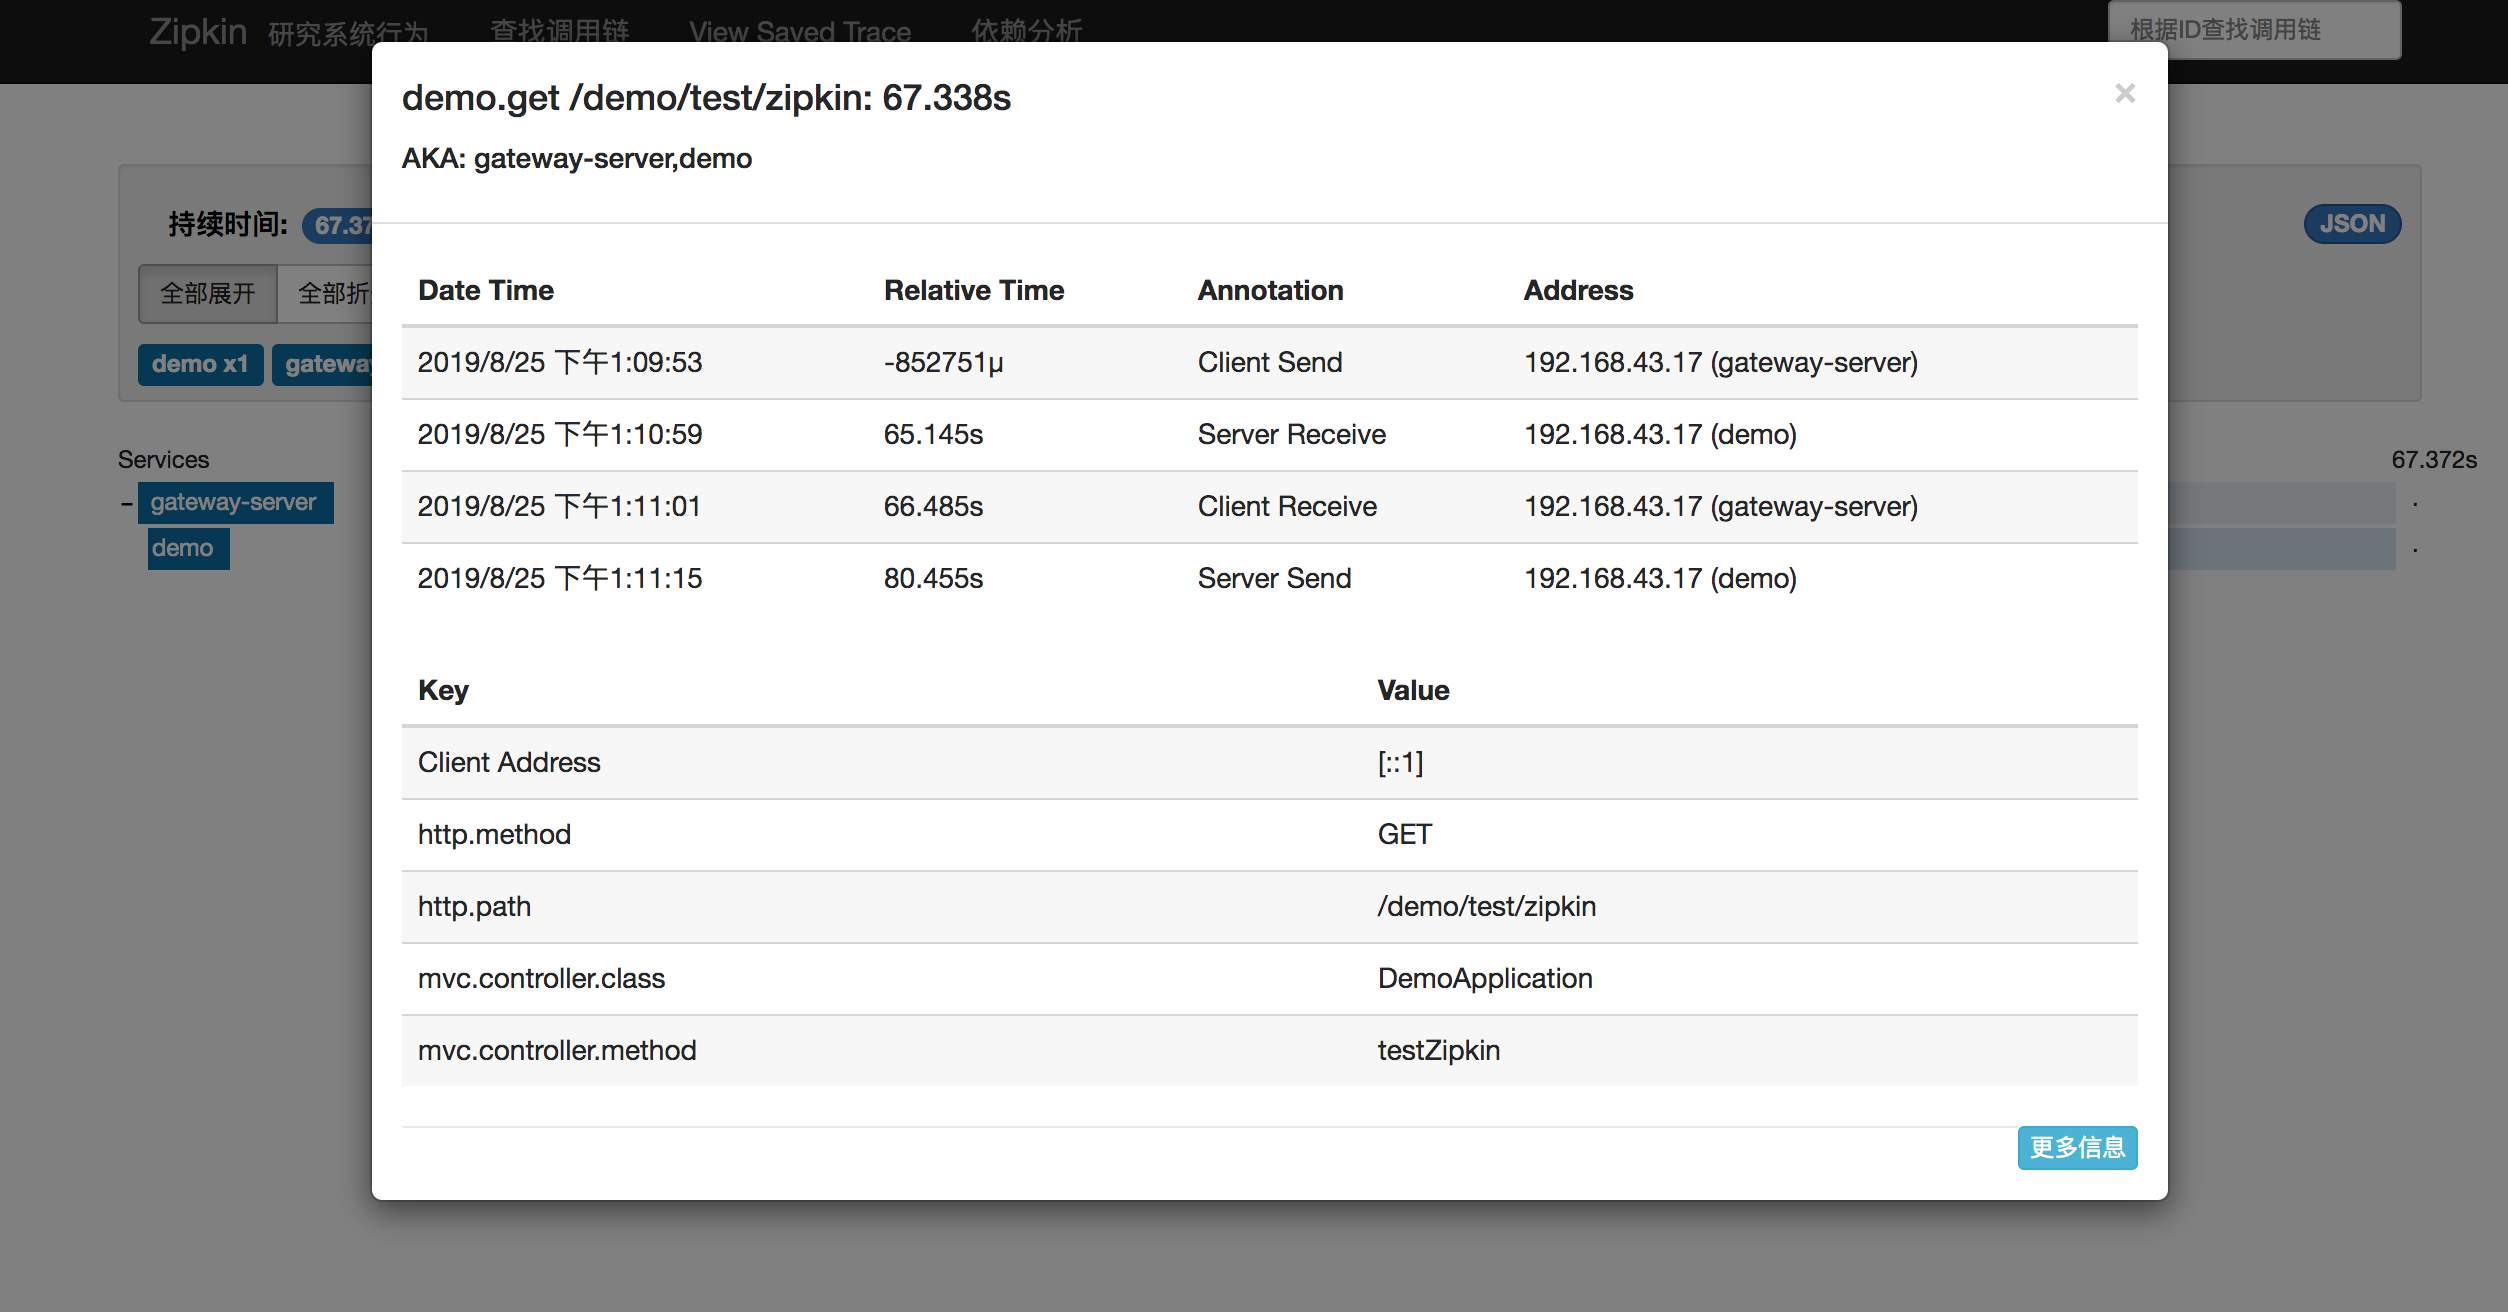 Zipkin 研究系统行为 查找调用链 View Saved Trace 依赖分析 根据ID查找调用链
demo.get /demo/test/zipkin: 67.338s ×
AKA: gateway-server,demo
持续时间: 67.37 JSON
全部展开 全部折
demo x1 gateway
Services 67.372s
gateway-server
demo
Date Time Relative Time Annotation Address
2019/8/25 下午1:09:53 -852751μ Client Send 192.168.43.17 (gateway-server)
2019/8/25 下午1:10:59 65.145s Server Receive 192.168.43.17 (demo)
2019/8/25 下午1:11:01 66.485s Client Receive 192.168.43.17 (gateway-server)
2019/8/25 下午1:11:15 80.455s Server Send 192.168.43.17 (demo)
Key Value
Client Address [::1]
http.method GET
http.path /demo/test/zipkin
mvc.controller.class DemoApplication
mvc.controller.method testZipkin
更多信息